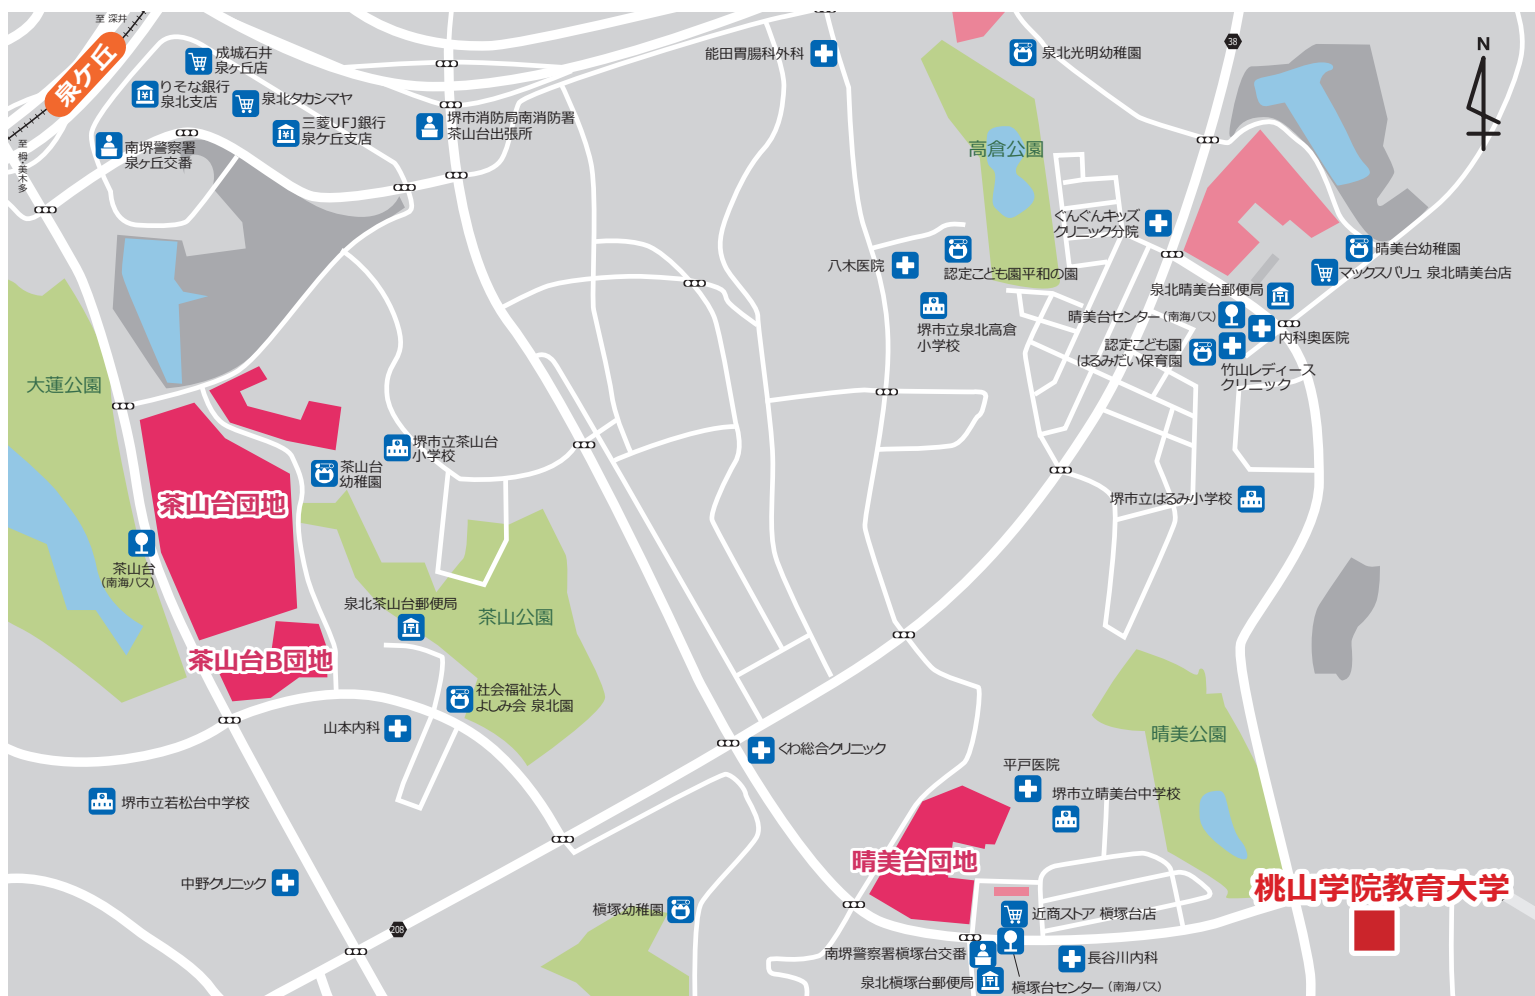 至 深井
泉ケ丘
成城石井
泉ヶ丘店
りそな銀行
泉北支店
泉北タカシマヤ
三菱UFJ銀行
泉ケ丘支店
南堺警察署
泉ヶ丘交番
至 栂・美木多
堺市消防局南消防署
茶山台出張所
能田胃腸科外科
泉北光明幼稚園
38
N
高倉公園
ぐんぐんキッズ
クリニック分院
八木医院
認定こども園平和の園
晴美台幼稚園
マックスバリュ 泉北晴美台店
泉北晴美台郵便局
晴美台センター（南海バス）
堺市立泉北高倉
小学校
内科奥医院
認定こども園
はるみだい保育園
竹山レディース
クリニック
大蓮公園
堺市立茶山台
小学校
茶山台
幼稚園
茶山台団地
堺市立はるみ小学校
茶山台
（南海バス）
泉北茶山台郵便局
茶山公園
茶山台B団地
社会福祉法人
よしみ会 泉北園
山本内科
くわ総合クリニック
晴美公園
平戸医院
堺市立晴美台中学校
堺市立若松台中学校
晴美台団地
中野クリニック
桃山学院教育大学
槇塚幼稚園
近商ストア 槇塚台店
208
南堺警察署槇塚台交番
長谷川内科
泉北槇塚台郵便局
槇塚台センター（南海バス）